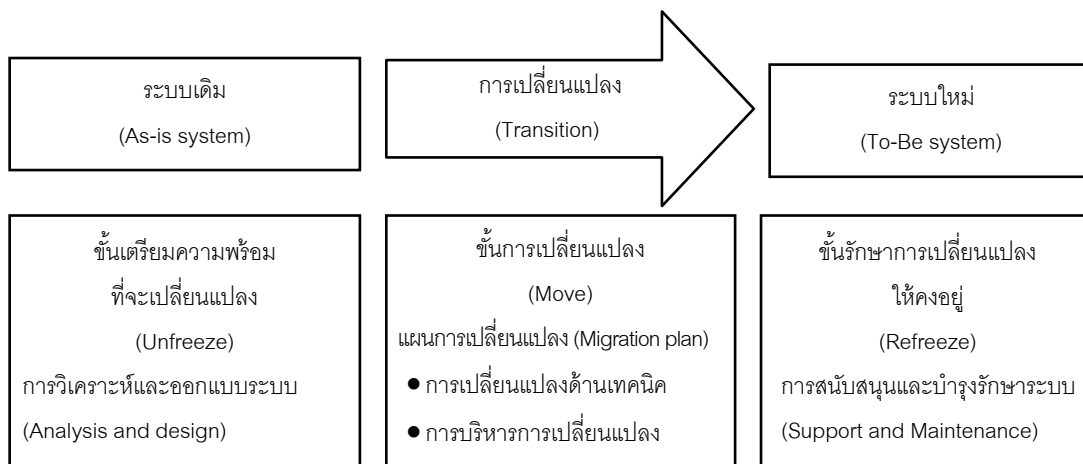 ระบบเดิม
(As-is system)
การเปลี่ยนแปลง
(Transition)
ระบบใหม่
(To-Be system)
ขั้นเตรียมความพร้อม
ที่จะเปลี่ยนแปลง
(Unfreeze)
การวิเคราะห์และออกแบบระบบ
(Analysis and design)
ขั้นการเปลี่ยนแปลง
(Move)
แผนการเปลี่ยนแปลง (Migration plan)
● การเปลี่ยนแปลงด้านเทคนิค
● การบริหารการเปลี่ยนแปลง
ขั้นรักษาการเปลี่ยนแปลง
ให้คงอยู่
(Refreeze)
การสนับสนุนและบำรุงรักษาระบบ
(Support and Maintenance)